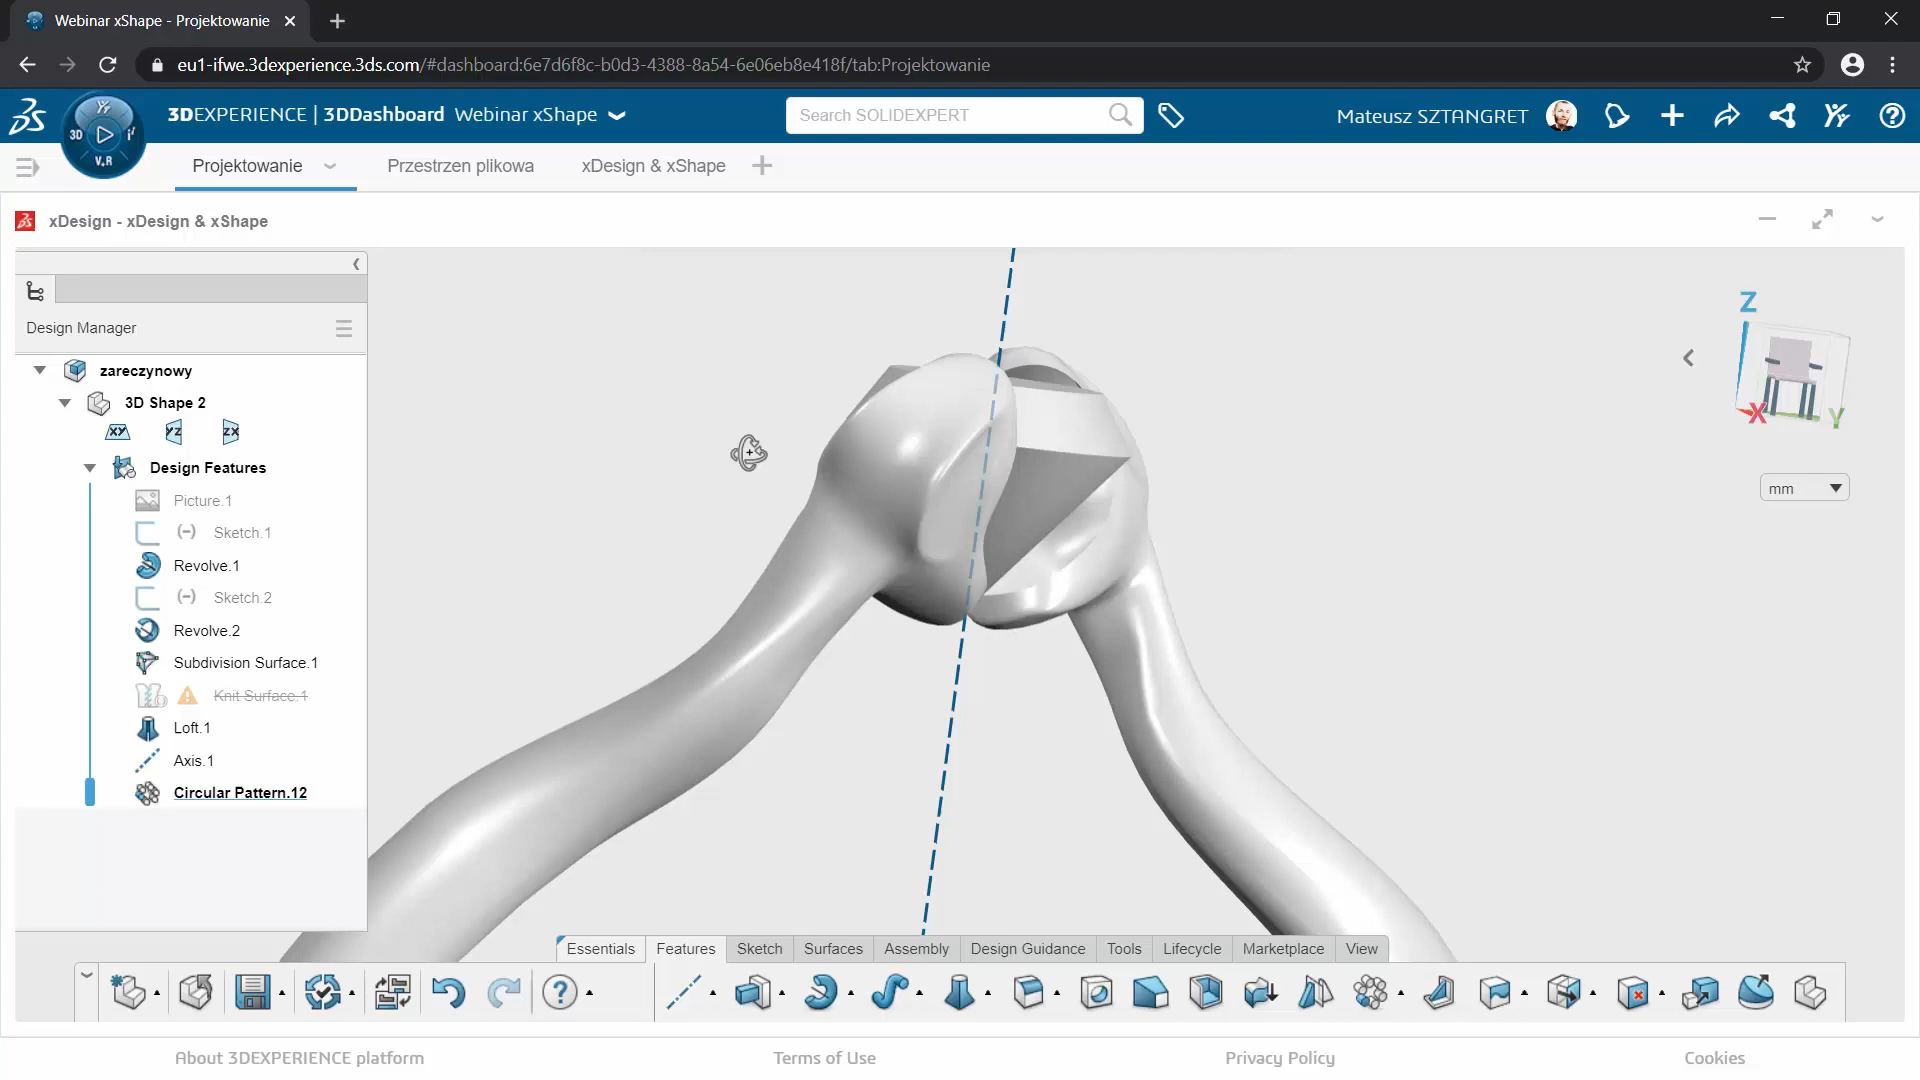 Webinar xShape - Projektowanie
eu1-ifwe.3dexperience.3ds.com/#dashboard:6e7d6f8c-b0d3-4388-8a54-6e06eb8e418f/tab:Projektowanie
3D
V.R
3DEXPERIENCE | 3DDashboard Webinar xShape
Search SOLIDEXPERT
Mateusz SZTANGRET
Projektowanie
Przestrzen plikowa
xDesign & xShape
xDesign - xDesign & xShape
Design Manager
zareczynowy
3D Shape 2
XY
YZ
ZX
Design Features
Picture.1
(-) Sketch.1
Revolve.1
(-) Sketch.2
Revolve.2
Subdivision Surface.1
Knit Surface.1
Loft.1
Axis.1
Circular Pattern.12
Z
X
Y
mm
Essentials
Features
Sketch
Surfaces
Assembly
Design Guidance
Tools
Lifecycle
Marketplace
View
About 3DEXPERIENCE platform
Terms of Use
Privacy Policy
Cookies